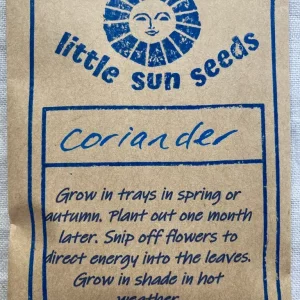 little sun seeds
coriander
Grow in trays in spring or
autumn. Plant out one month
later. Snip off flowers to
direct energy into the leaves.
Grow in shade in hot
weather